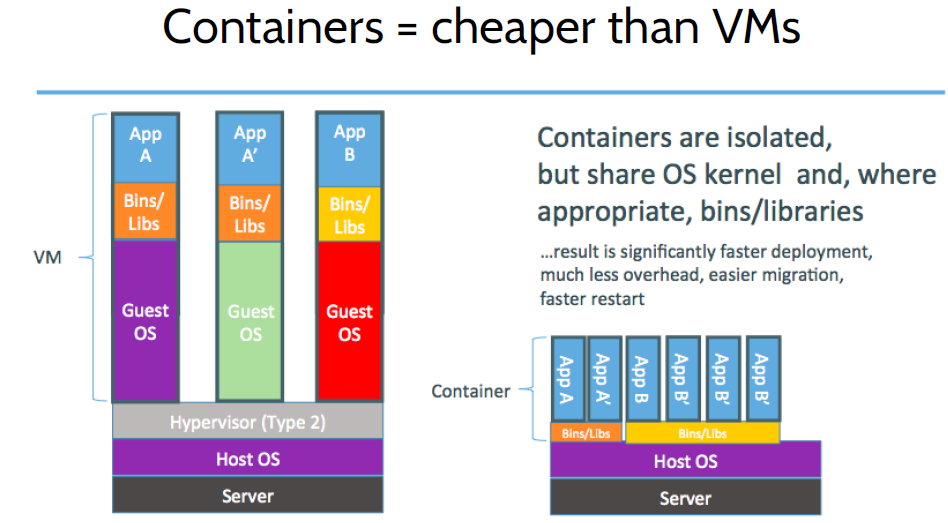 Containers = cheaper than VMs
App
A
App
A’
App
B
Bins/
Libs
Bins/
Libs
Bins/
Libs
VM
Guest
OS
Guest
OS
Guest
OS
Hypervisor (Type 2)
Host OS
Server
Containers are isolated,
but share OS kernel and, where
appropriate, bins/libraries
...result is significantly faster deployment,
much less overhead, easier migration,
faster restart
Container
App A
App A’
App B
App B’
App B’
App B’
Bins/Libs
Bins/Libs
Host OS
Server